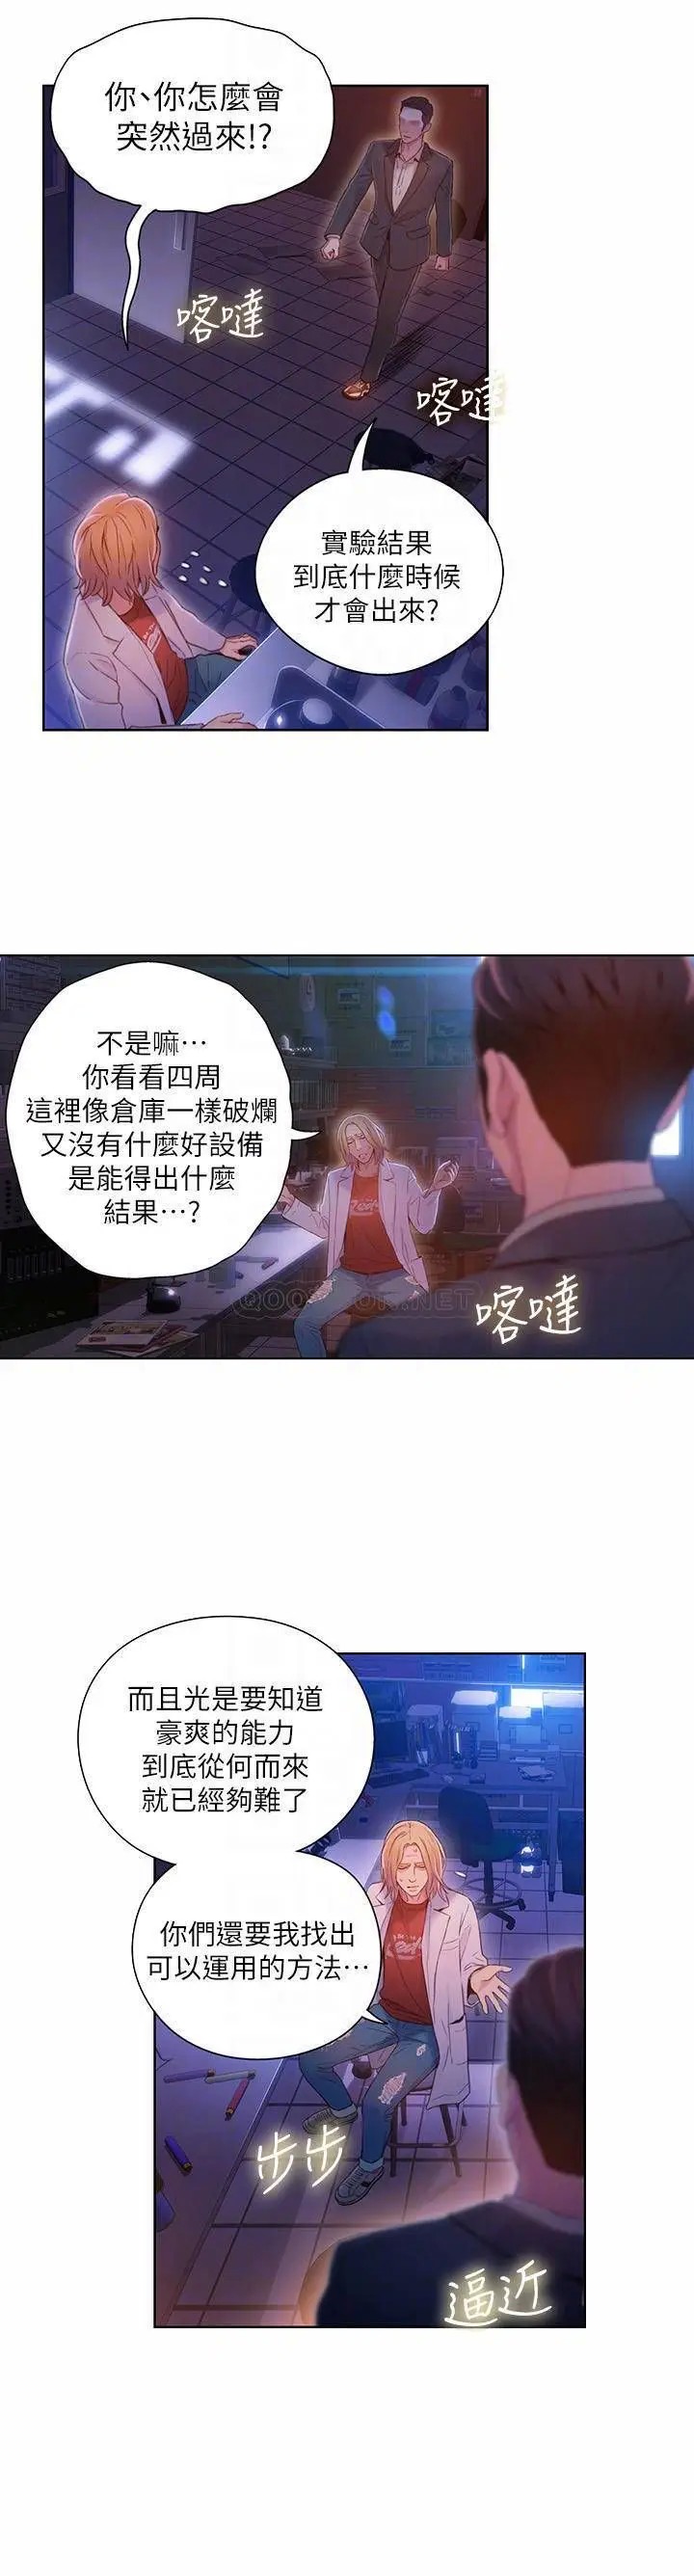 你、你怎麼會
突然過來!?
喀噠
喀噠
實驗結果
到底什麼時候
才會出來?
不是嘛…
你看看四周
這裡像倉庫一樣破爛
又沒有什麼好設備
是能得出什麼
結果…?
喀噠
而且光是要知道
豪爽的能力
到底從何而來
就已經夠難了
你們還要我找出
可以運用的方法…
步步
逼近